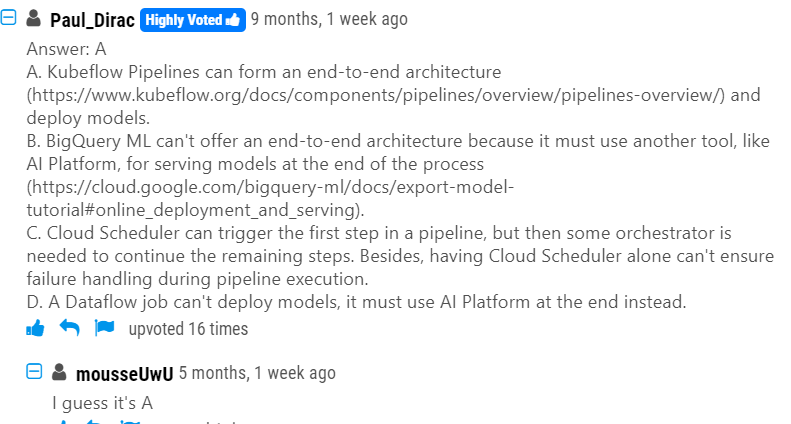 Paul_Dirac Highly Voted 9 months, 1 week ago
Answer: A
A. Kubeflow Pipelines can form an end-to-end architecture
(https://www.kubeflow.org/docs/components/pipelines/overview/pipelines-overview/) and
deploy models.
B. BigQuery ML can't offer an end-to-end architecture because it must use another tool, like
AI Platform, for serving models at the end of the process
(https://cloud.google.com/bigquery-ml/docs/export-model-
tutorial#online_deployment_and_serving).
C. Cloud Scheduler can trigger the first step in a pipeline, but then some orchestrator is
needed to continue the remaining steps. Besides, having Cloud Scheduler alone can't ensure
failure handling during pipeline execution.
D. A Dataflow job can't deploy models, it must use AI Platform at the end instead.
upvoted 16 times
mousseUwU 5 months, 1 week ago
I guess it's A